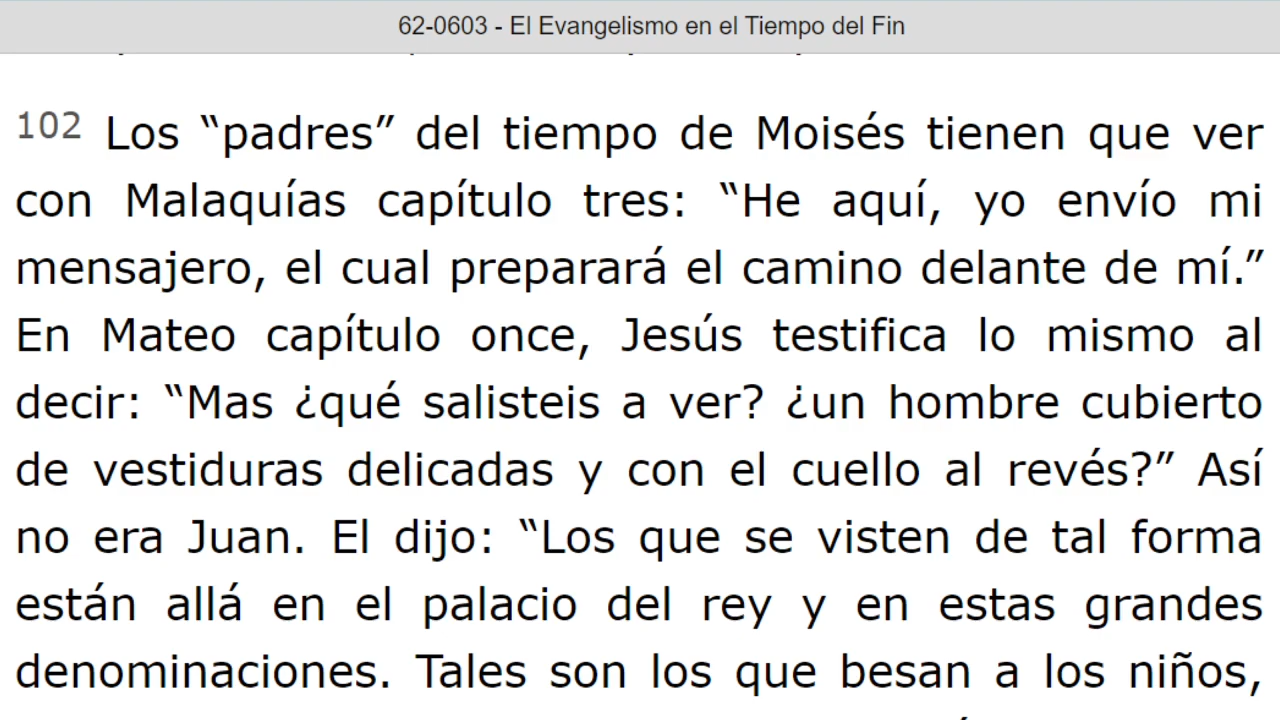 62-0603 - El Evangelismo en el Tiempo del Fin
102 Los “padres” del tiempo de Moisés tienen que ver
con Malaquías capítulo tres: “He aquí, yo envío mi
mensajero, el cual preparará el camino delante de mí.”
En Mateo capítulo once, Jesús testifica lo mismo al
decir: “Mas ¿qué salisteis a ver? ¿un hombre cubierto
de vestiduras delicadas y con el cuello al revés?” Así
no era Juan. El dijo: “Los que se visten de tal forma
están allá en el palacio del rey y en estas grandes
denominaciones. Tales son los que besan a los niños,